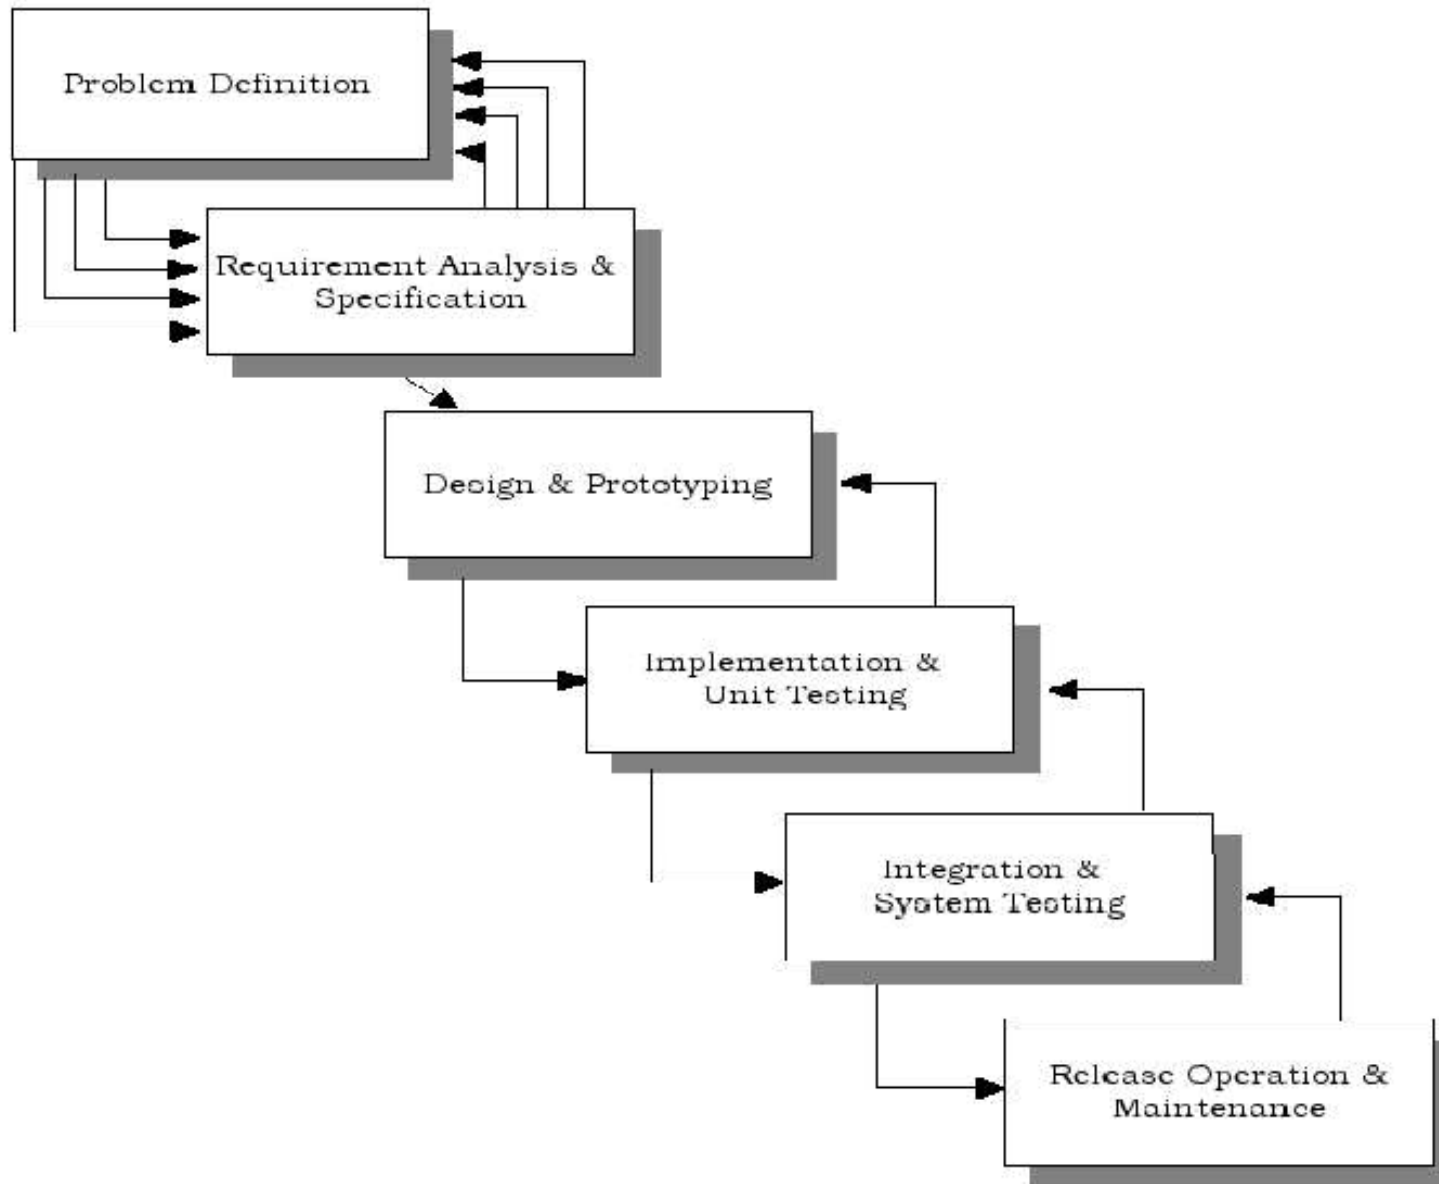 Problem Definition
Requirement Analysis &
Specification
Design & Prototyping
Implementation &
Unit Testing
Integration &
System Testing
Release Operation &
Maintenance